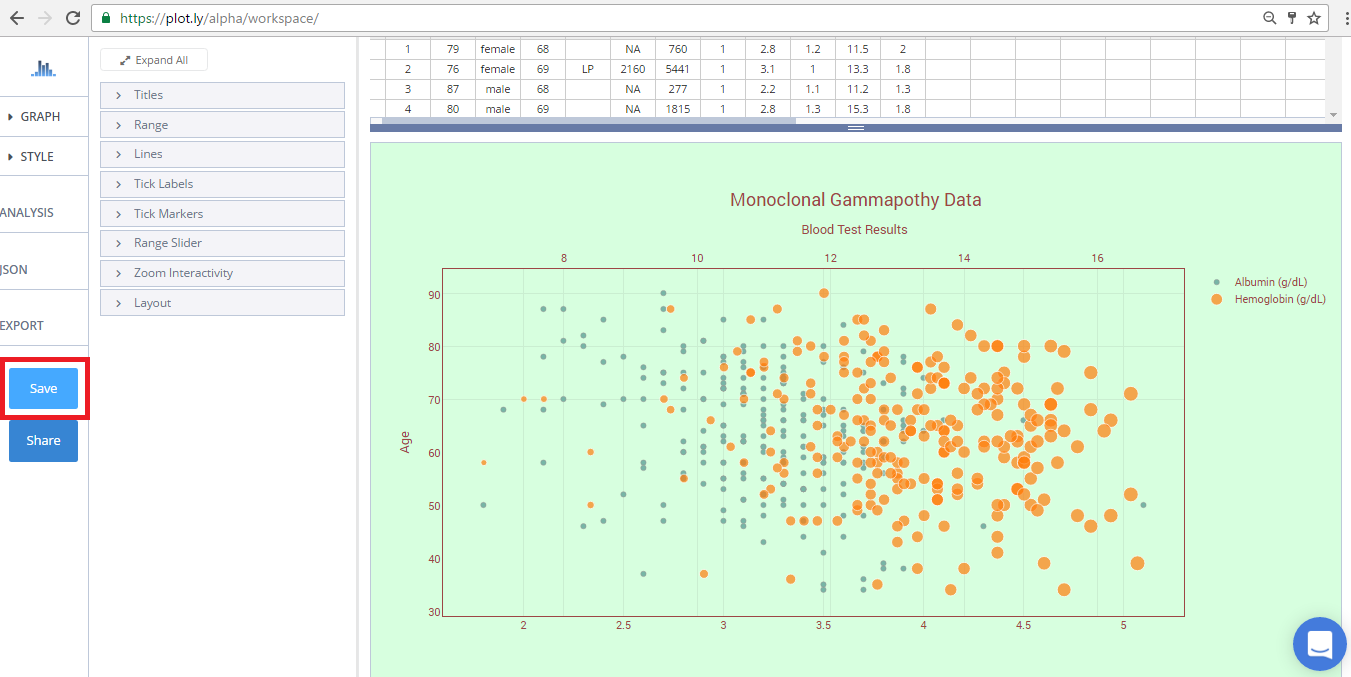 https://plot.ly/alpha/workspace/
Expand All
Titles
Range
Lines
Tick Labels
Tick Markers
Range Slider
Zoom Interactivity
Layout
GRAPH
STYLE
ANALYSIS
JSON
EXPORT
Save
Share
1 79 female 68 NA 760 1 2.8 1.2 11.5 2
2 76 female 69 LP 2160 5441 1 3.1 1 13.3 1.8
3 87 male 68 NA 277 1 2.2 1.1 11.2 1.3
4 80 male 69 NA 1815 1 2.8 1.3 15.3 1.8
Monoclonal Gammapothy Data
Blood Test Results
8 10 12 14 16
Albumin (g/dL)
Hemoglobin (g/dL)
Age
90
80
70
60
50
40
30
2 2.5 3 3.5 4 4.5 5